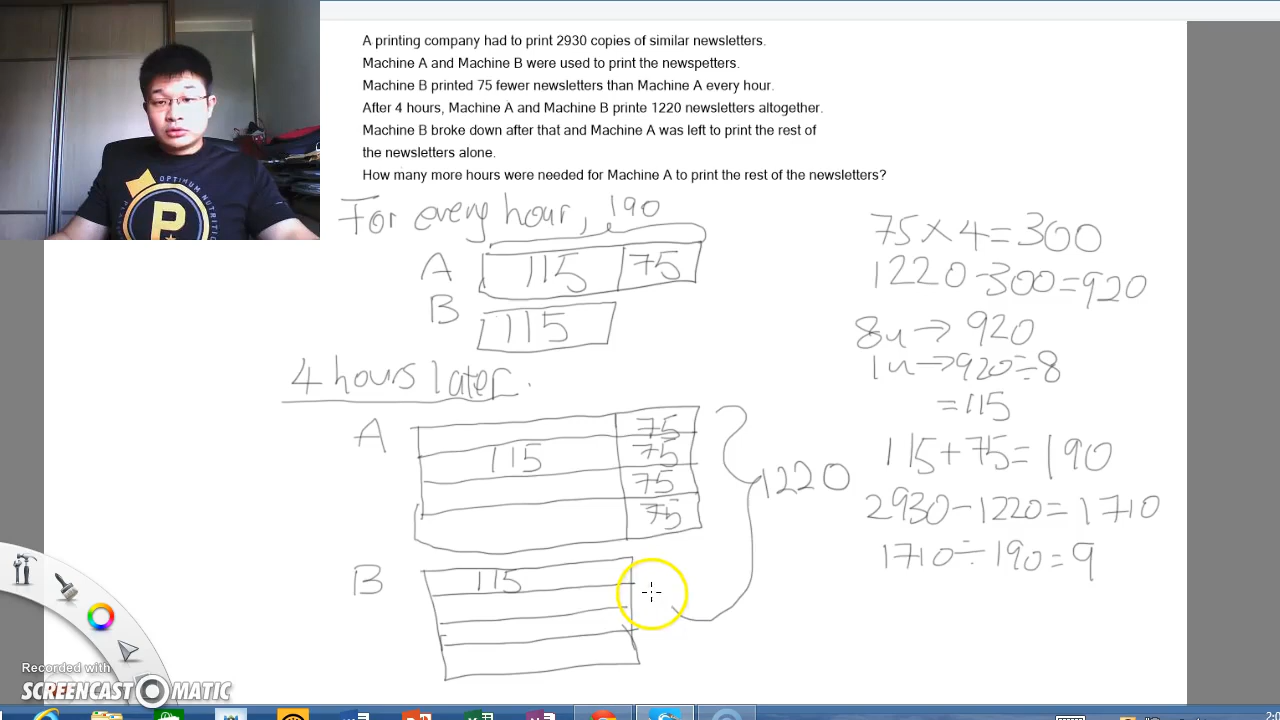 A printing company had to print 2930 copies of similar newsletters.
Machine A and Machine B were used to print the newspetters.
Machine B printed 75 fewer newsletters than Machine A every hour.
After 4 hours, Machine A and Machine B printe 1220 newsletters altogether.
Machine B broke down after that and Machine A was left to print the rest of
the newsletters alone.
How many more hours were needed for Machine A to print the rest of the newsletters?
For every hour, 190
A 115 75
B 115
4 hours later.
A 75
115 75
75
75
1220
B 115
75 × 4 = 300
1220 - 300 = 920
8u → 920
1u → 920 ÷ 8
= 115
115 + 75 = 190
2930 - 1220 = 1710
1710 ÷ 190 = 9
OPTIMUM NUTRITION
P
Recorded with
SCREENCAST MATIC